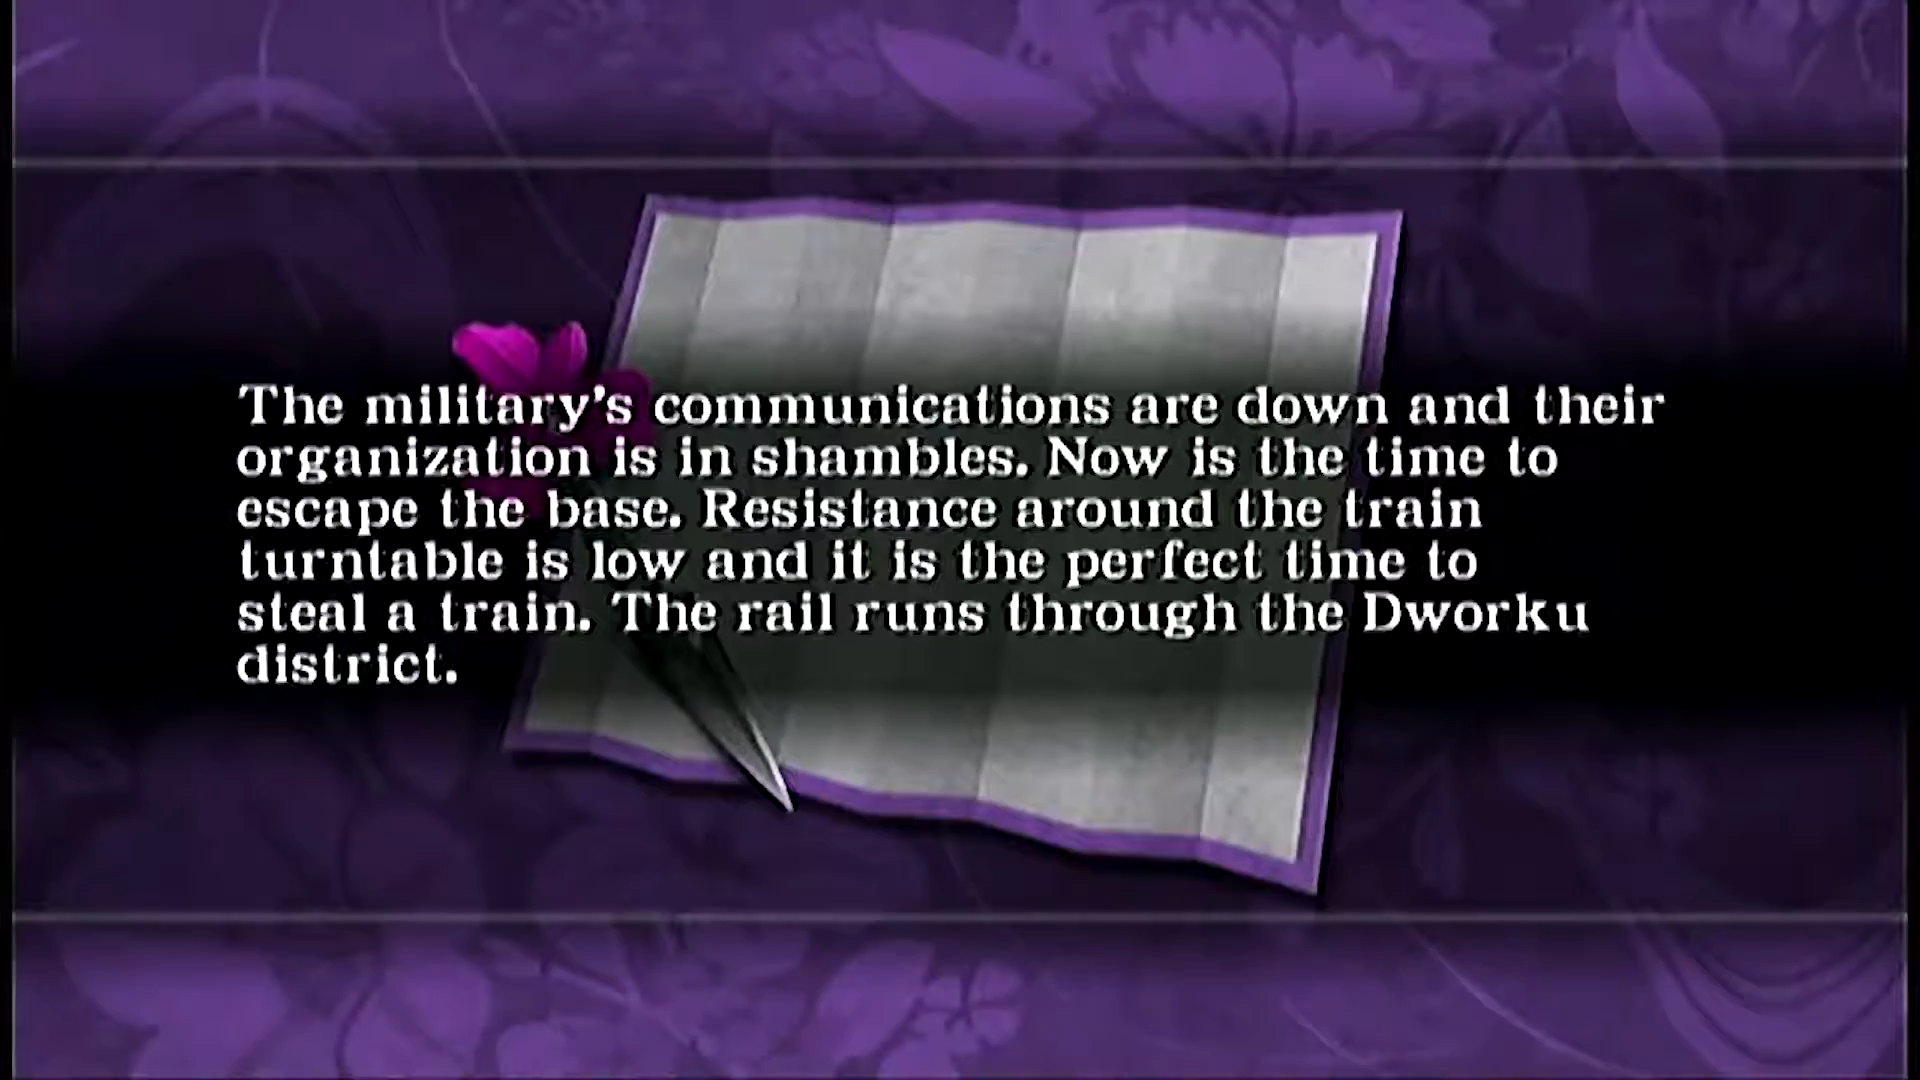 The military's communications are down and their
organization is in shambles. Now is the time to
escape the base. Resistance around the train
turntable is low and it is the perfect time to
steal a train. The rail runs through the Dworku
district.